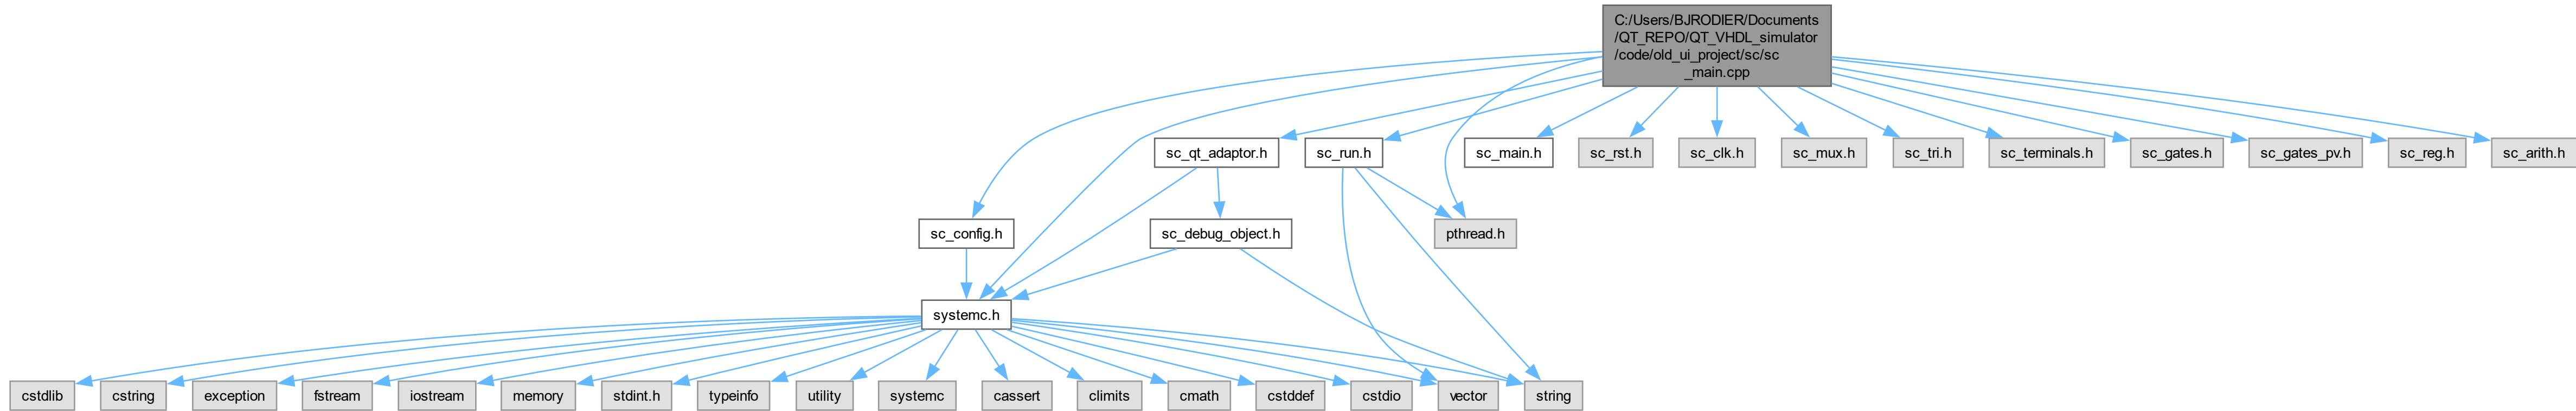 C:/Users/BJRODIER/Documents
/QT_REPO/QT_VHDL_simulator
/code/old_ui_project/sc/sc
_main.cpp
sc_qt_adaptor.h
sc_run.h
sc_main.h
sc_rst.h
sc_clk.h
sc_mux.h
sc_tri.h
sc_terminals.h
sc_gates.h
sc_gates_pv.h
sc_reg.h
sc_arith.h
sc_config.h
sc_debug_object.h
pthread.h
systemc.h
cstdlib
cstring
exception
fstream
iostream
memory
stdint.h
typeinfo
utility
systemc
cassert
climits
cmath
cstddef
cstdio
vector
string